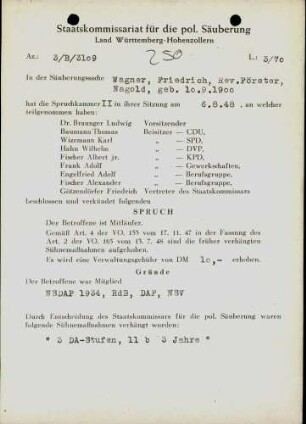 Staatskommissariat für die pol. Säuberung
Land Württemberg-Hohenzollern
Az.: 3/B/3109 250 L: 3/70
In der Säuberungssache Wagner, Friedrich, Rev.Förster,
Nagold, geb. 10.9.1900
hat die Spruchkammer II in ihrer Sitzung am 6.8.48 an welcher
teilgenommen haben:
Dr. Braunger Ludwig Vorsitzender
Baumann Thomas Beisitzer — CDU,
Wizemann Karl „ — SPD,
Hahn Wilhelm „ — DVP,
Fischer Albert jr. „ — KPD,
Frank Adolf „ — Gewerkschaften,
Engelfried Adolf „ — Berufsgruppe,
Fischer Alexander „ — Berufsgruppe,
Götzendörfer Friedrich Vertreter des Staatskommissars
beschlossen und verkündet folgenden
SPRUCH
Der Betroffene ist Mitläufer.
Gemäß Art. 4 der VO. 133 vom 17. 11. 47 in der Fassung des
Art. 2 der VO. 165 vom 13. 7. 48 sind die früher verhängten
Sühnemaßnahmen aufgehoben.
Es wird eine Verwaltungsgebühr von DM 10,- erhoben.
Gründe
Der Betroffene war Mitglied
NSDAP 1934, RdB, DAF, NSV
Durch Entscheidung des Staatskommissars für die pol. Säuberung waren
folgende Sühnemaßnahmen verhängt worden:
" 3 DA-Stufen, 11 b 3 Jahre "